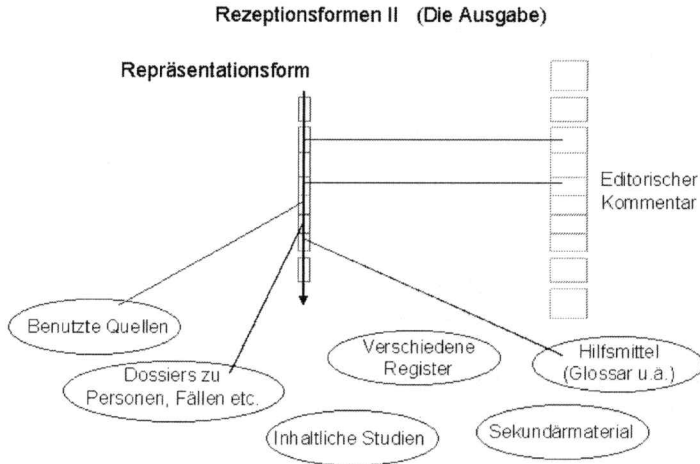 Rezeptionsformen II (Die Ausgabe)
Repräsentationsform
Editorischer
Kommentar
Benutzte Quellen
Dossiers zu
Personen, Fällen etc.
Verschiedene
Register
Hilfsmittel
(Glossar u.ä.)
Inhaltliche Studien
Sekundärmaterial